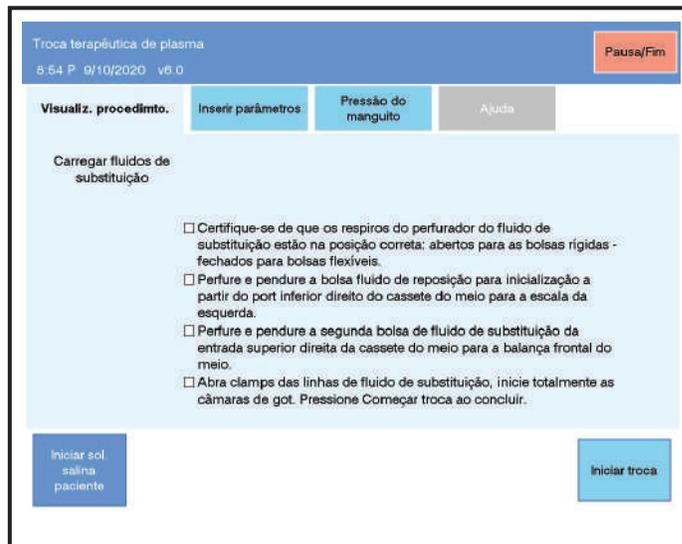 Troca terapêutica de plasma
8:54 P 9/10/2020 v6.0
Pausa/Fim
Visualiz. procedimto.
Inserir parâmetros
Pressão do
manguito
Ajuda
Carregar fluidos de
substituição
☐ Certifique-se de que os respiros do perfurador do fluido de
substituição estão na posição correta: abertos para as bolsas rígidas -
fechados para bolsas flexíveis.
☐ Perfure e pendure a bolsa fluido de reposição para inicialização a
partir do port inferior direito do cassete do meio para a escala da
esquerda.
☐ Perfure e pendure a segunda bolsa de fluido de substituição da
entrada superior direita da cassete do meio para a balança frontal do
meio.
☐ Abra clamps das linhas de fluido de substituição, inicie totalmente as
câmaras de got. Pressione Começar troca ao concluir.
Iniciar sol.
salina
paciente
Iniciar troca